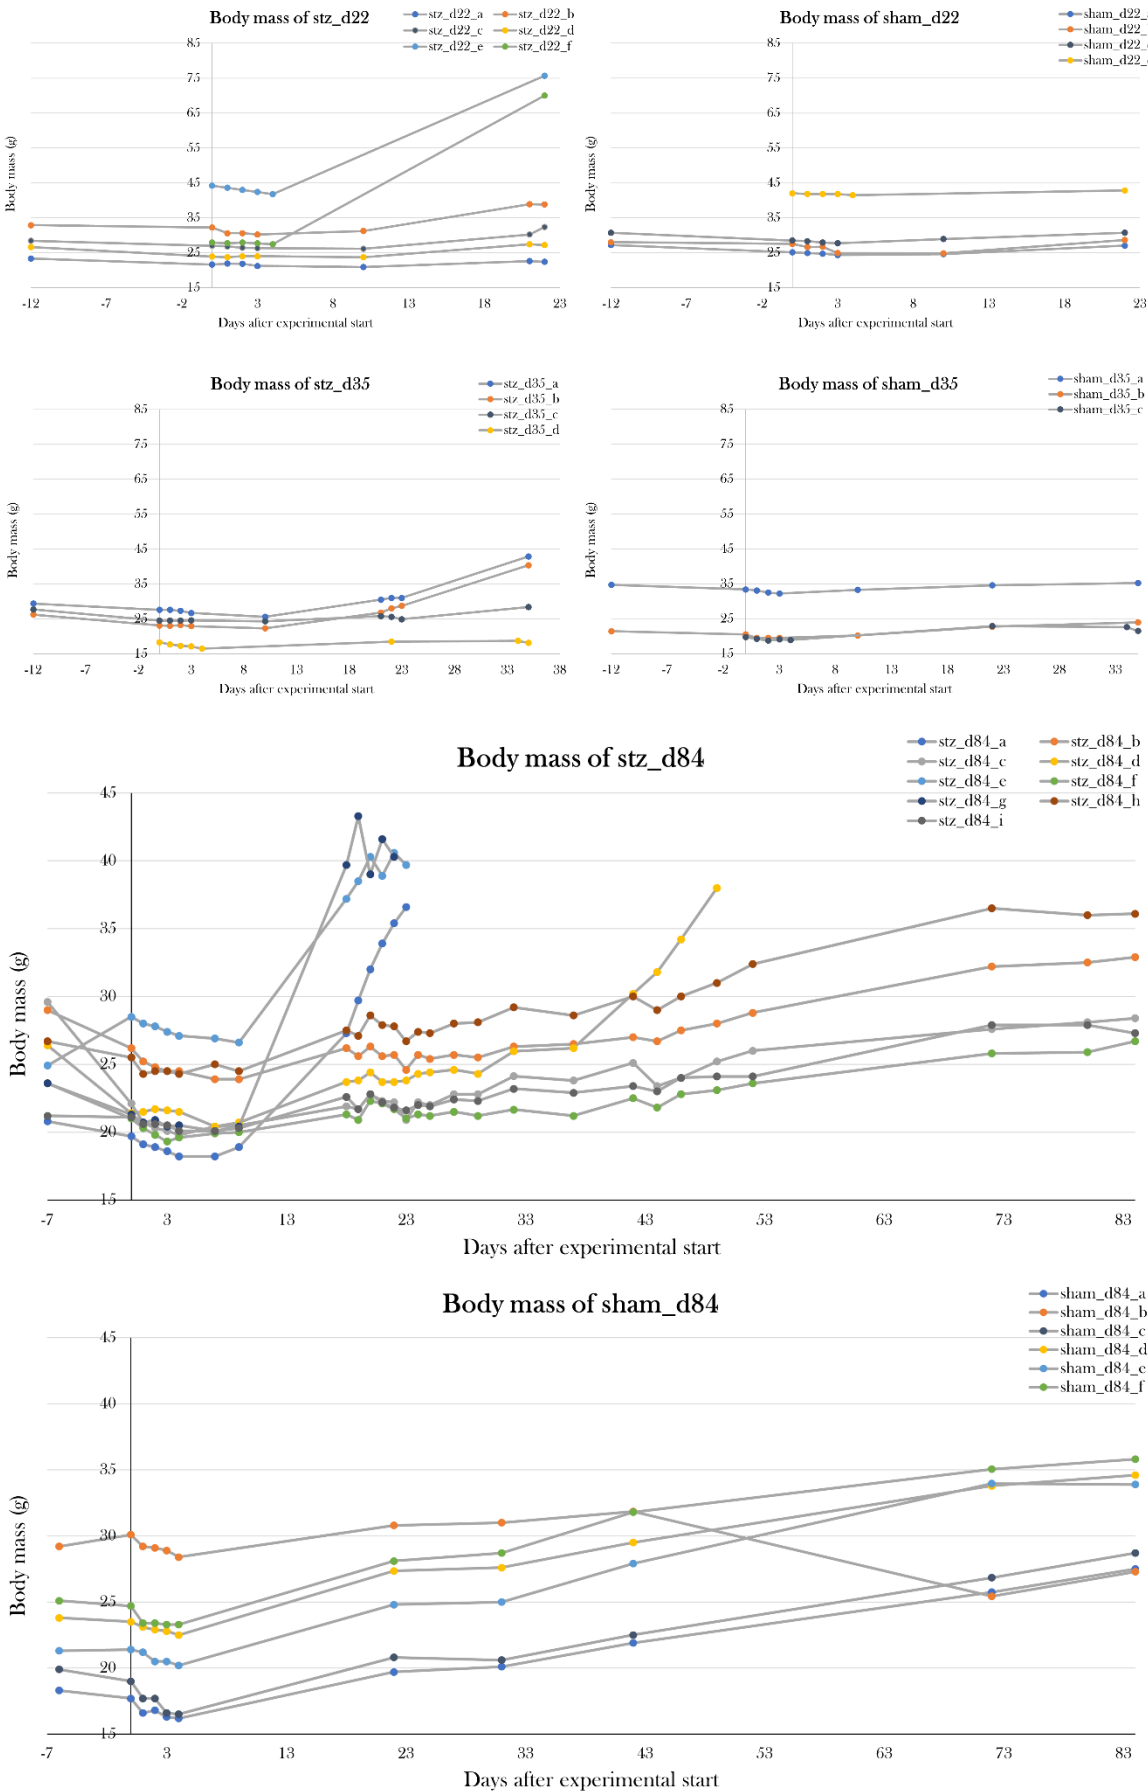 Body mass of stz_d22
stz_d22_a
stz_d22_b
stz_d22_c
stz_d22_d
stz_d22_e
stz_d22_f
Body mass (g)
85
75
65
55
45
35
25
15
-12 -7 -2 3 8 13 18 23
Days after experimental start
Body mass of sham_d22
sham_d22_
sham_d22_
sham_d22_
sham_d22_
Body mass (g)
85
75
65
55
45
35
25
15
-12 -7 -2 3 8 13 18 23
Days after experimental start
Body mass of stz_d35
stz_d35_a
stz_d35_b
stz_d35_c
stz_d35_d
Body mass (g)
85
75
65
55
45
35
25
15
-12 -7 -2 3 8 13 18 23 28 33 38
Days after experimental start
Body mass of sham_d35
sham_d35_a
sham_d35_b
sham_d35_c
Body mass (g)
85
75
65
55
45
35
25
15
-12 -7 -2 3 8 13 18 23 28 33
Days after experimental start
Body mass of stz_d84
stz_d84_a
stz_d84_b
stz_d84_c
stz_d84_d
stz_d84_e
stz_d84_f
stz_d84_g
stz_d84_h
stz_d84_i
Body mass (g)
45
40
35
30
25
20
15
-7 3 13 23 33 43 53 63 73 83
Days after experimental start
Body mass of sham_d84
sham_d84_a
sham_d84_b
sham_d84_c
sham_d84_d
sham_d84_e
sham_d84_f
Body mass (g)
45
40
35
30
25
20
15
-7 3 13 23 33 43 53 63 73 83
Days after experimental start